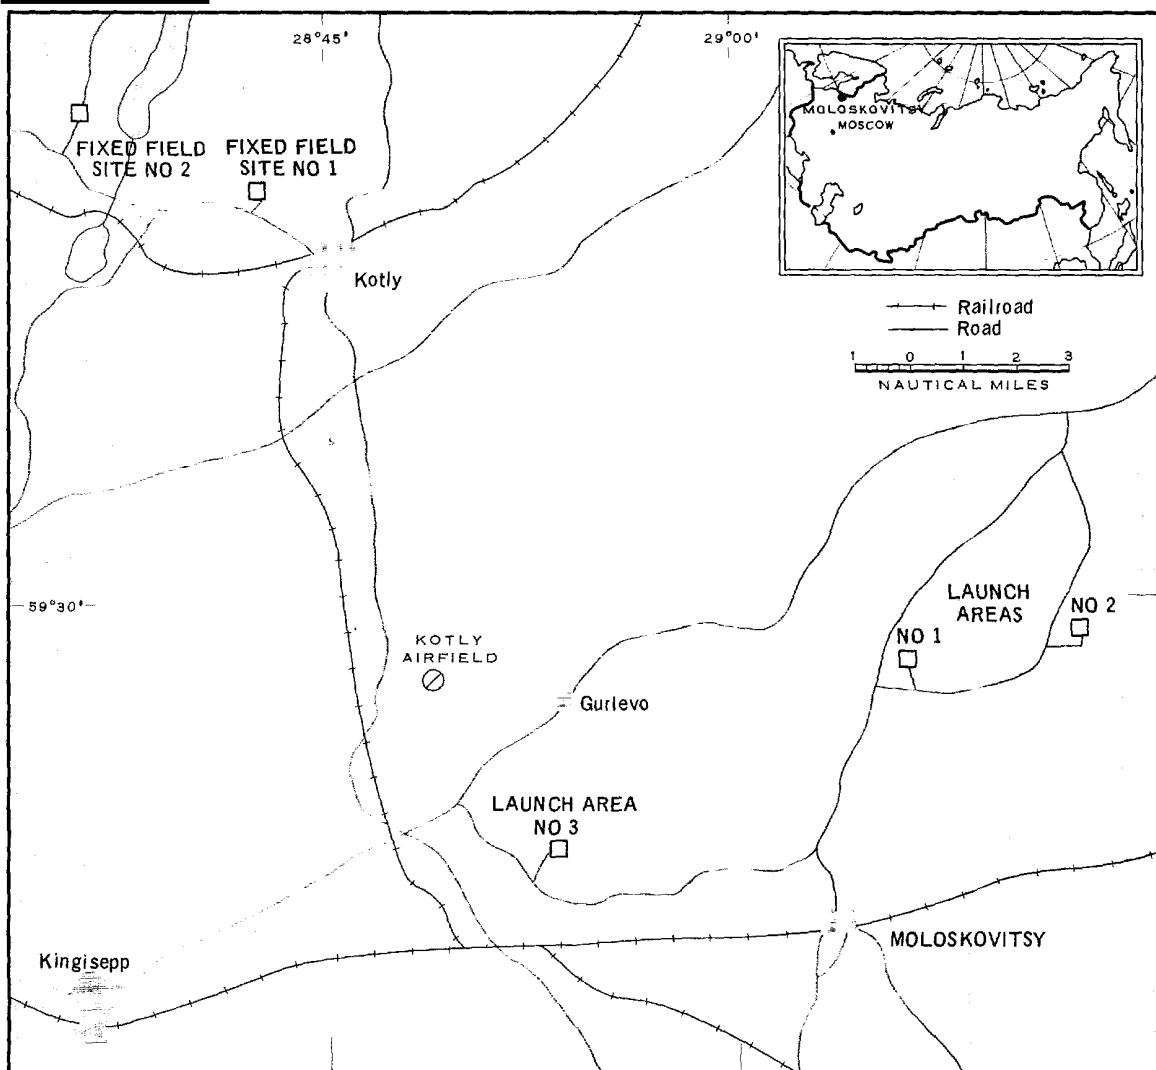 28°45'
29°00'
MOLOSKOVITSY
MOSCOW
FIXED FIELD
SITE NO 2
FIXED FIELD
SITE NO 1
Kotly
Railroad
Road
1 0 1 2 3
NAUTICAL MILES
59°30'
LAUNCH
AREAS
NO 1
NO 2
KOTLY
AIRFIELD
Gurlevo
LAUNCH AREA
NO 3
MOLOSKOVITSY
Kingisepp